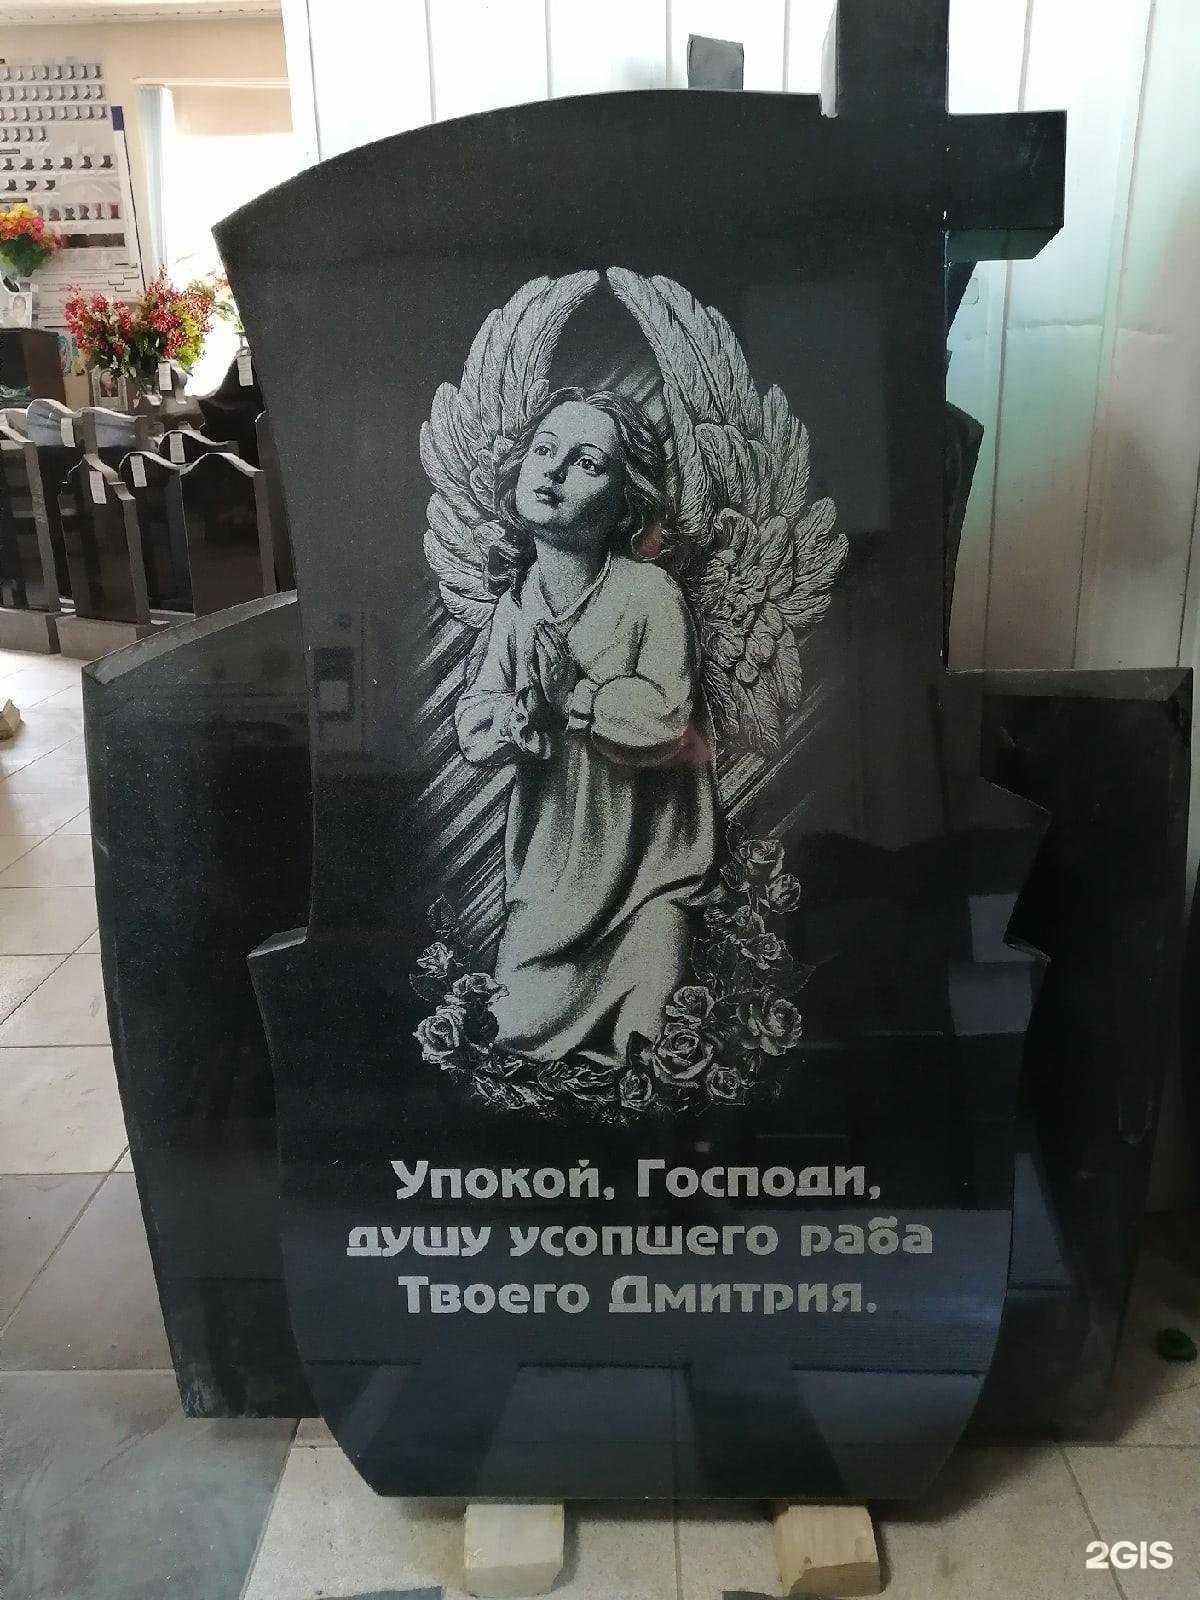 Упокой, Господи,
душу усопшего раба
Твоего Дмитрия.
2GIS